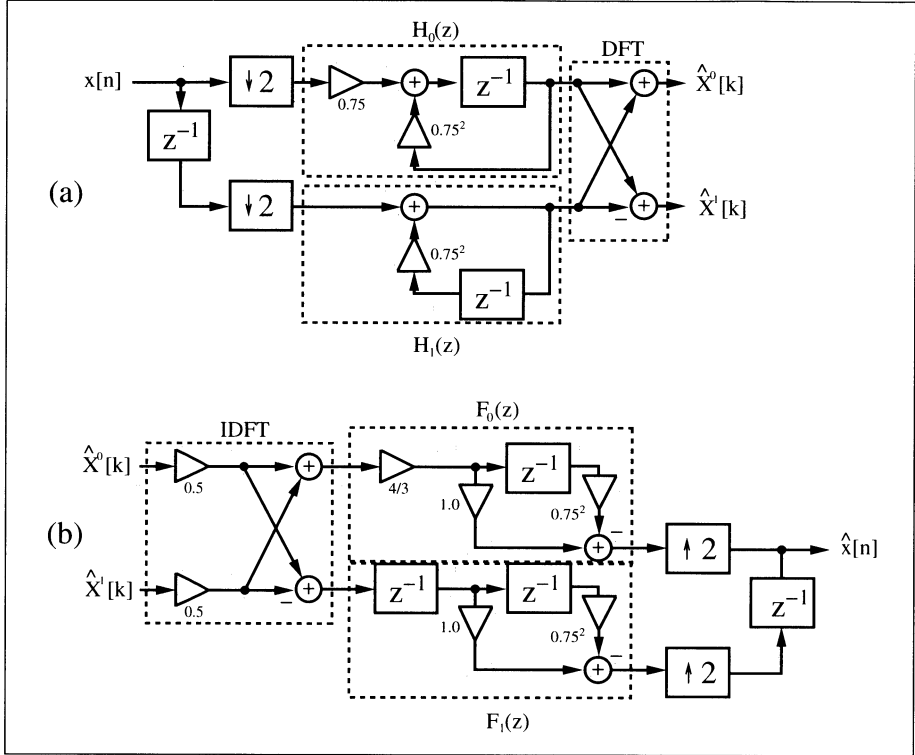 H₀(z)
DFT
x[n]
↓2
0.75
+
z⁻¹
+
X̂⁰[k]
0.75²
z⁻¹
(a)
↓2
+
−
+
X̂¹[k]
0.75²
z⁻¹
H₁(z)
F₀(z)
IDFT
X̂⁰[k]
0.5
+
4/3
z⁻¹
1.0
0.75²
−
(b)
+
↑2
x̂[n]
X̂¹[k]
0.5
−
+
z⁻¹
z⁻¹
z⁻¹
1.0
0.75²
−
+
↑2
F₁(z)